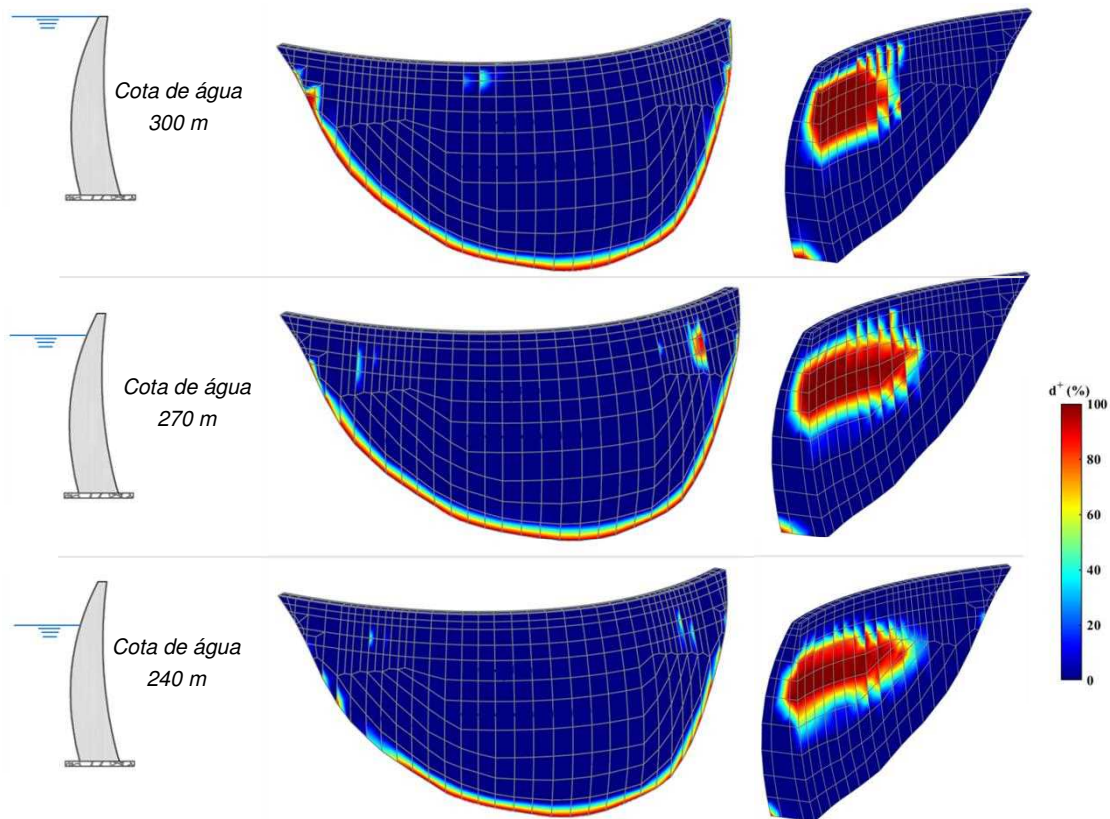 Cota de água
300 m
Cota de água
270 m
d⁺ (%)
100
80
60
40
20
0
Cota de água
240 m